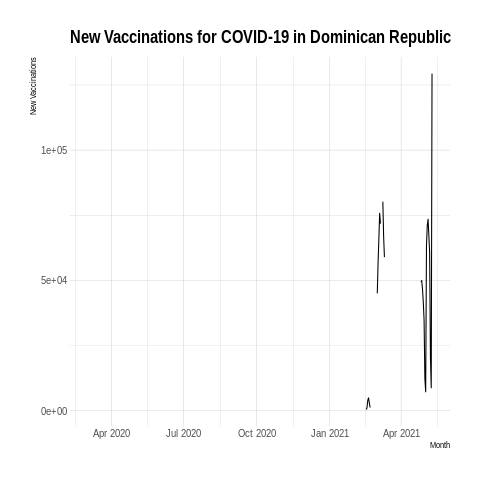 New Vaccinations for COVID-19 in Dominican Republic
New Vaccinations
1e+05
5e+04
0e+00
Apr 2020 Jul 2020 Oct 2020 Jan 2021 Apr 2021
Month